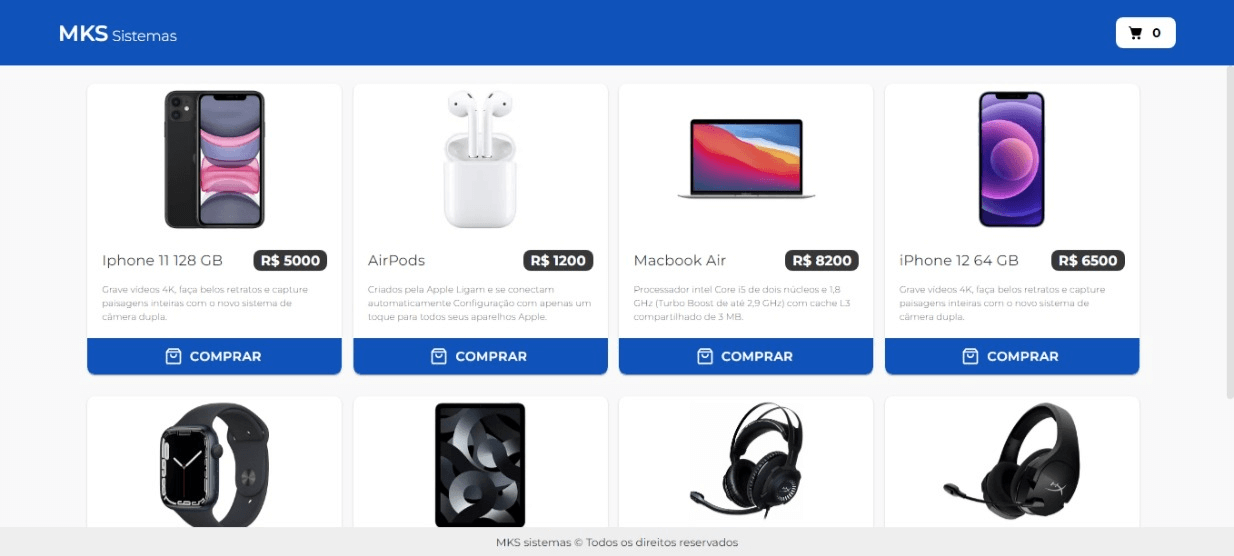 MKS Sistemas
0
Iphone 11 128 GB R$ 5000
Grave vídeos 4K, faça belos retratos e capture
paisagens inteiras com o novo sistema de
câmera dupla.
COMPRAR
AirPods R$ 1200
Criados pela Apple Ligam e se conectam
automaticamente Configuração com apenas um
toque para todos seus aparelhos Apple.
COMPRAR
Macbook Air R$ 8200
Processador intel Core i5 de dois núcleos e 1,8
GHz (Turbo Boost de até 2,9 GHz) com cache L3
compartilhado de 3 MB.
COMPRAR
iPhone 12 64 GB R$ 6500
Grave vídeos 4K, faça belos retratos e capture
paisagens inteiras com o novo sistema de
câmera dupla.
COMPRAR
MKS sistemas © Todos os direitos reservados